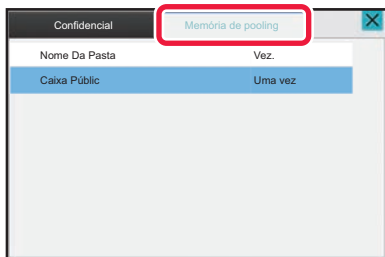 Confidencial Memória de pooling
Nome Da Pasta Vez.
Caixa Públic Uma vez